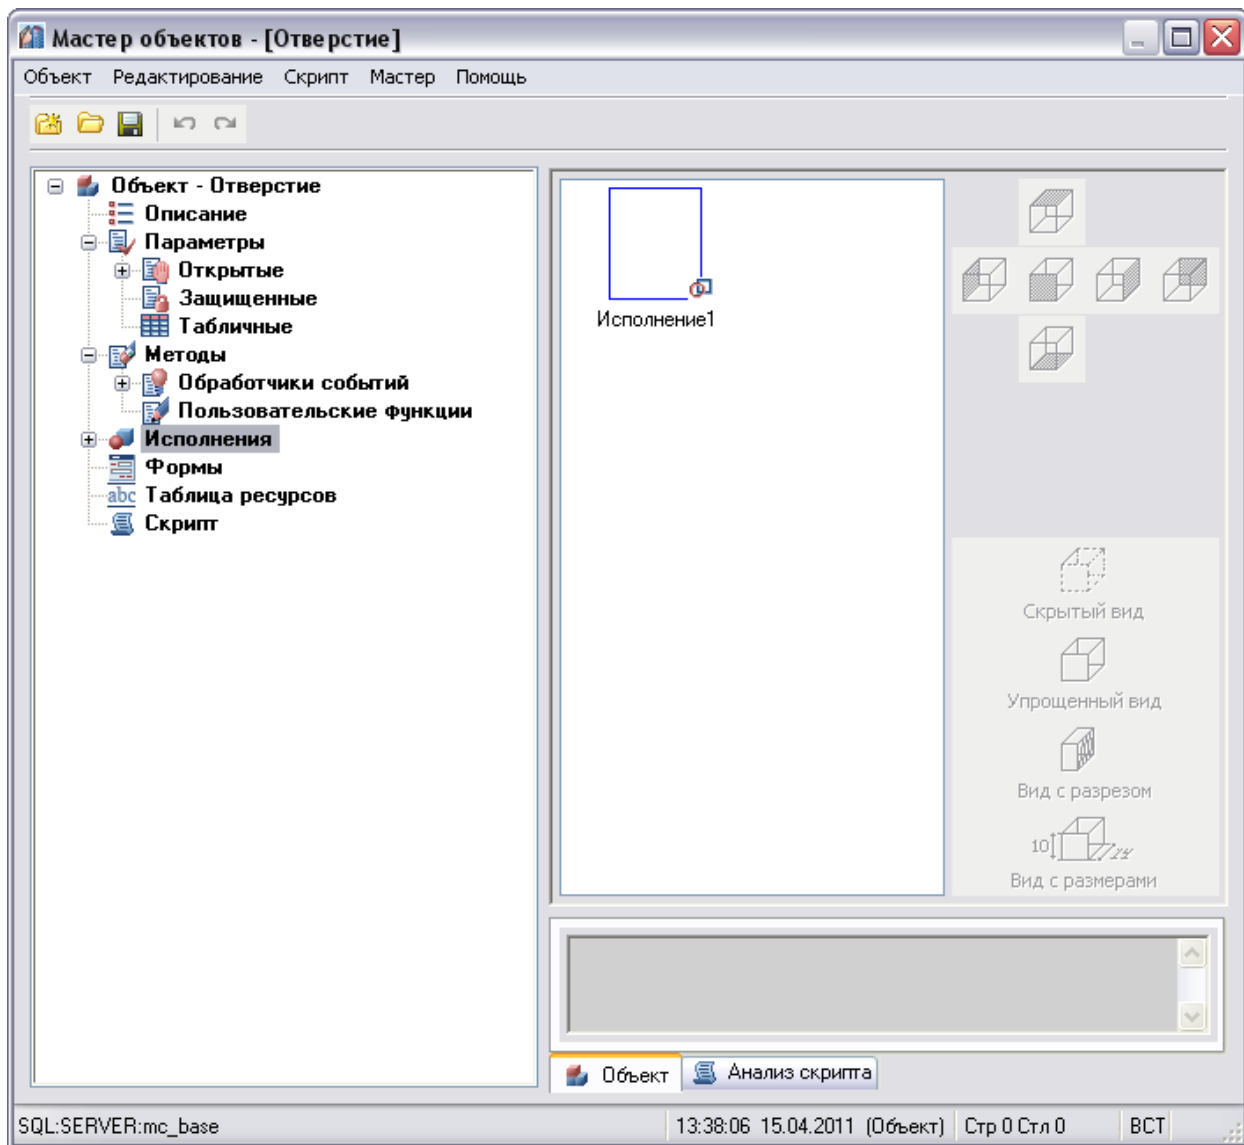 Мастер объектов - [Отверстие]
Объект Редактирование Скрипт Мастер Помощь
Объект - Отверстие
Описание
Параметры
Открытые
Защищенные
Табличные
Методы
Обработчики событий
Пользовательские функции
Исполнения
Формы
abc Таблица ресурсов
Скрипт
Исполнение1
Скрытый вид
Упрощенный вид
Вид с разрезом
10
Вид с размерами
Объект Анализ скрипта
SQL:SERVER:mc_base 13:38:06 15.04.2011 (Объект) Стр 0 Стл 0 ВСТ